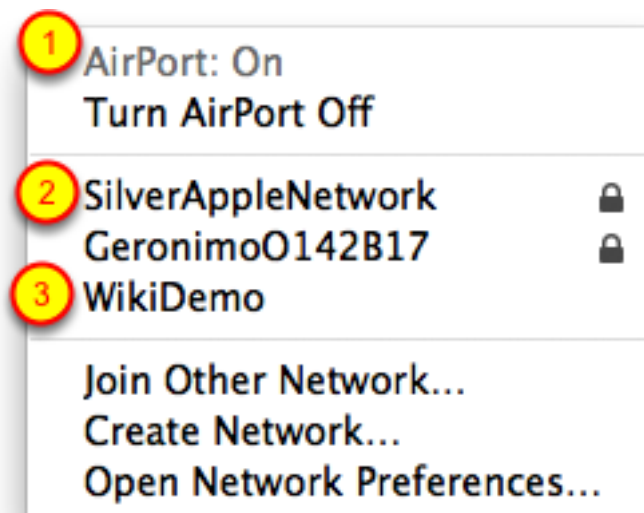 1
AirPort: On
Turn AirPort Off
2
SilverAppleNetwork
GeronimoO142B17
3
WikiDemo
Join Other Network...
Create Network...
Open Network Preferences...